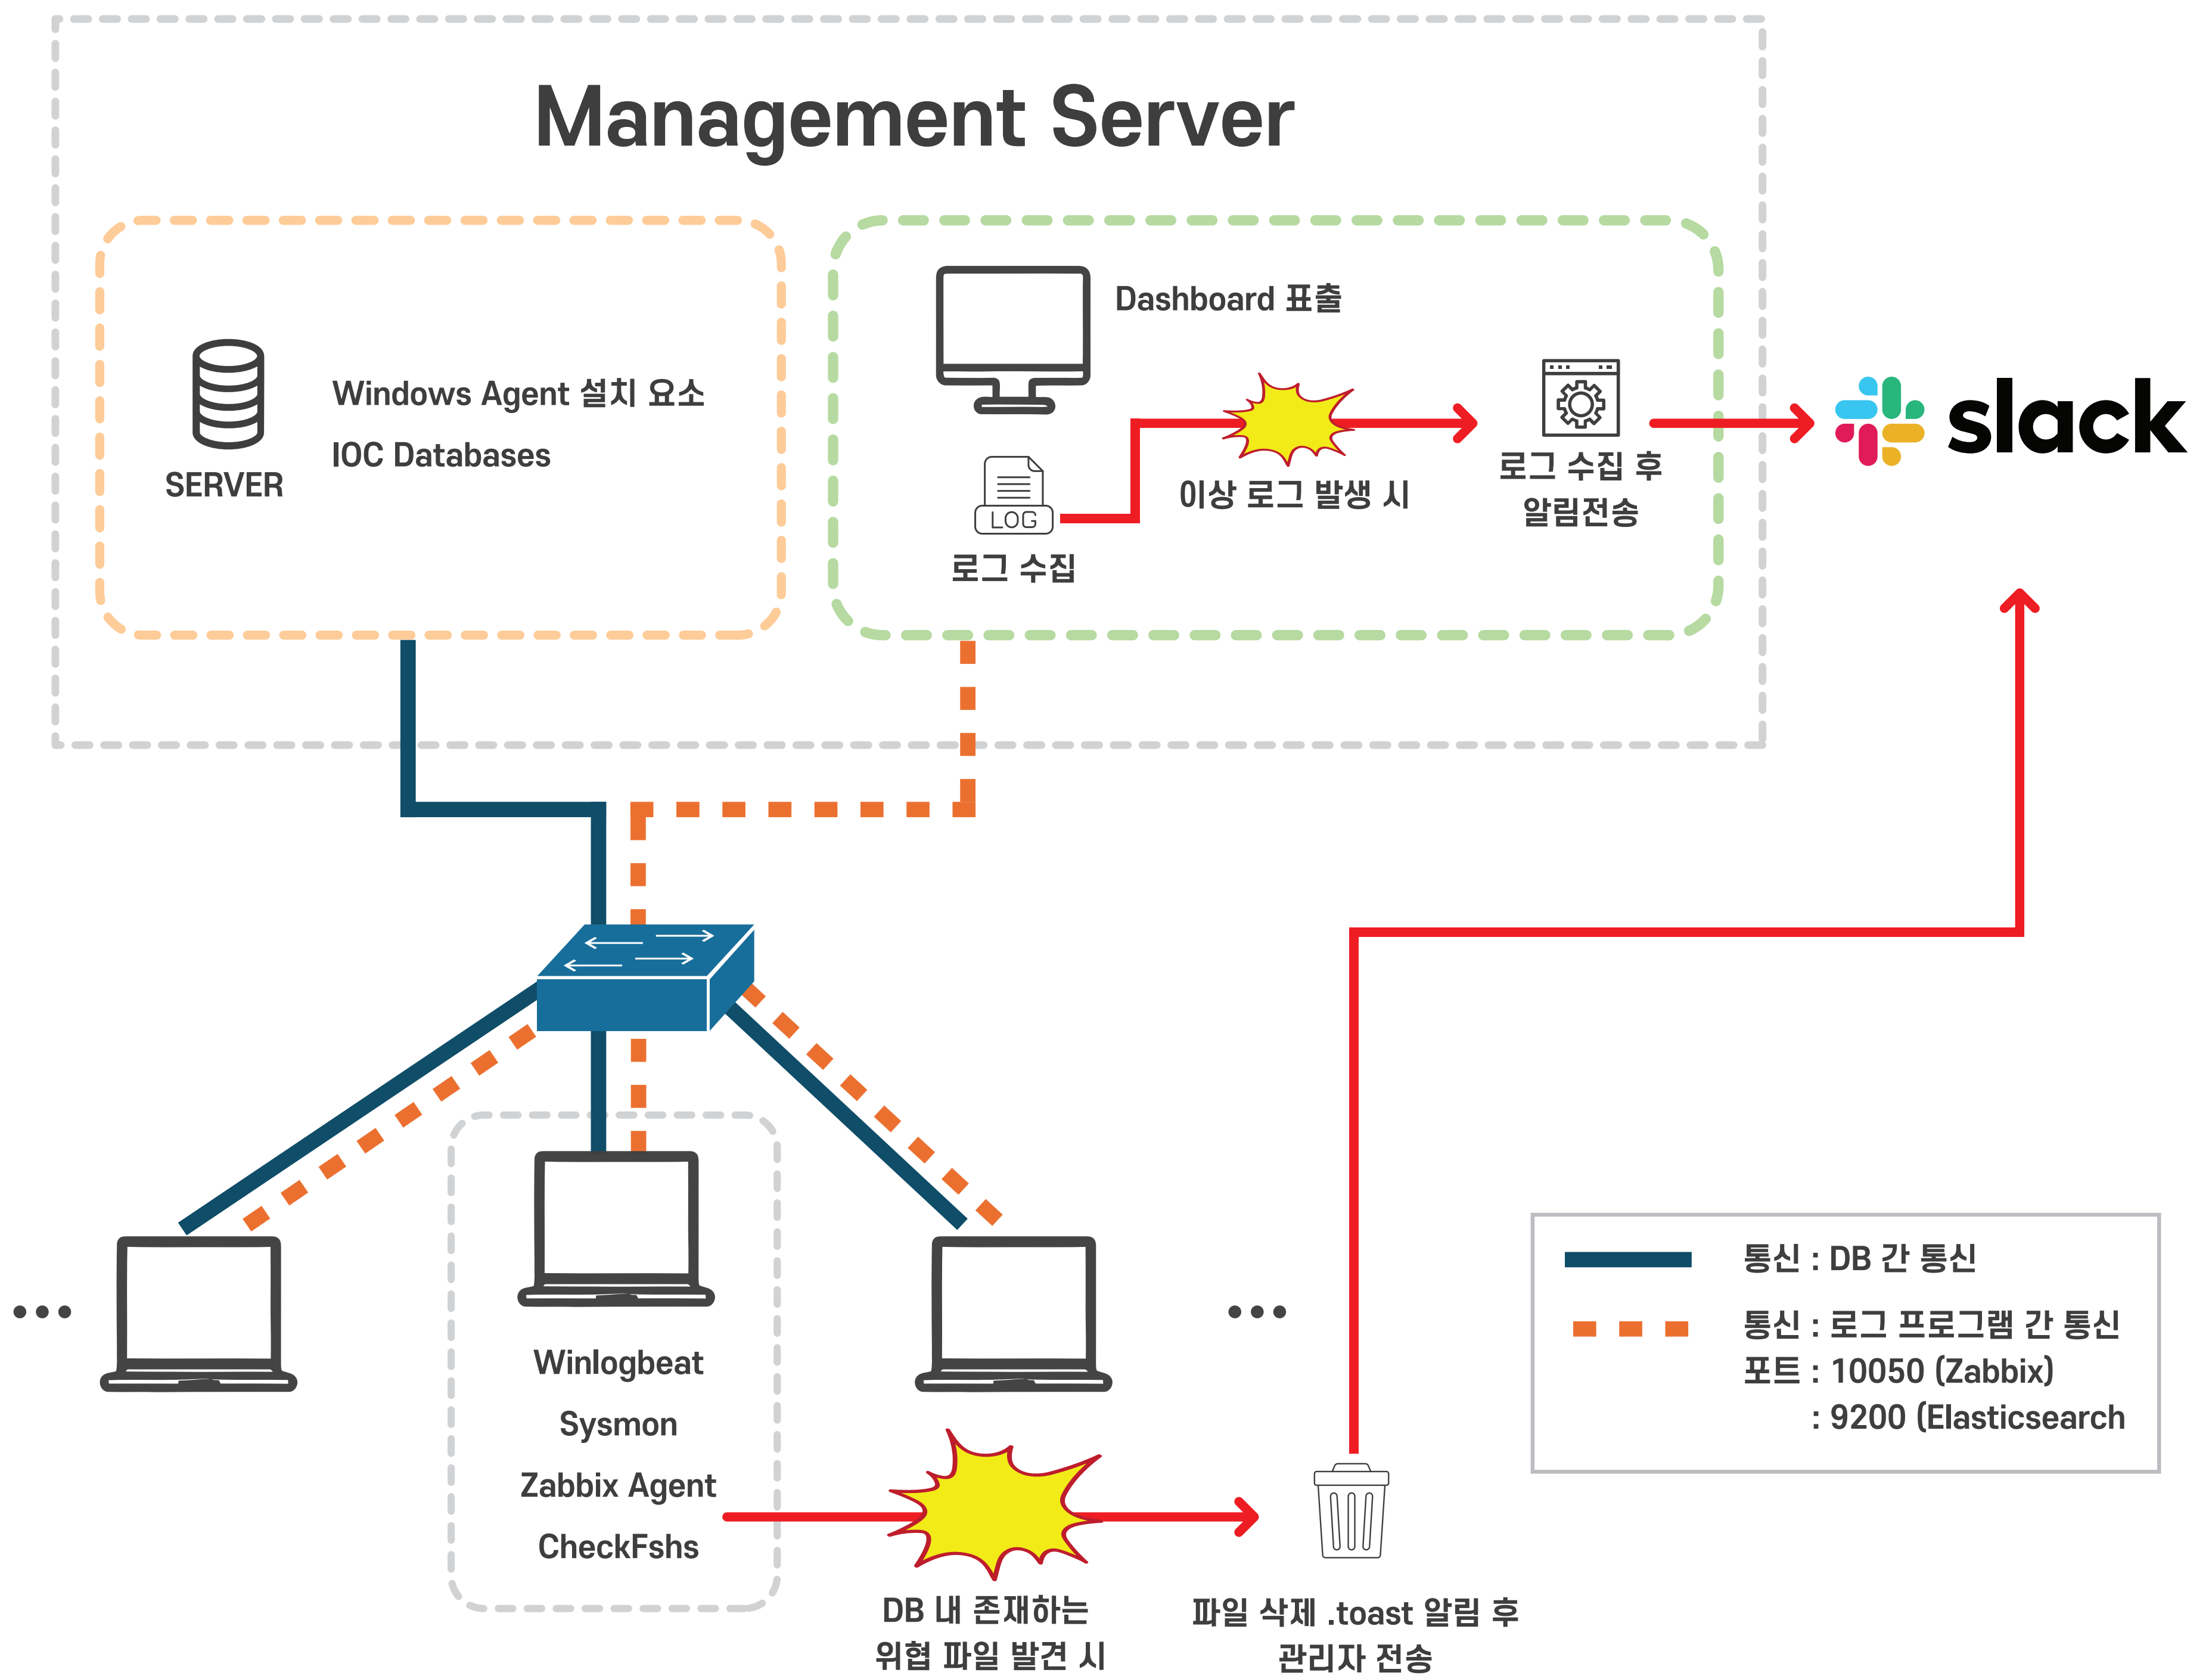 Management Server
Windows Agent 설치 요소
IOC Databases
SERVER
Dashboard 표출
LOG
로그 수집
이상 로그 발생 시
로그 수집 후
알림전송
slack
Winlogbeat
Sysmon
Zabbix Agent
CheckFshs
DB 내 존재하는
위협 파일 발견 시
파일 삭제 .toast 알림 후
관리자 전송
통신 : DB 간 통신
통신 : 로그 프로그램 간 통신
포트 : 10050 (Zabbix)
: 9200 (Elasticsearch